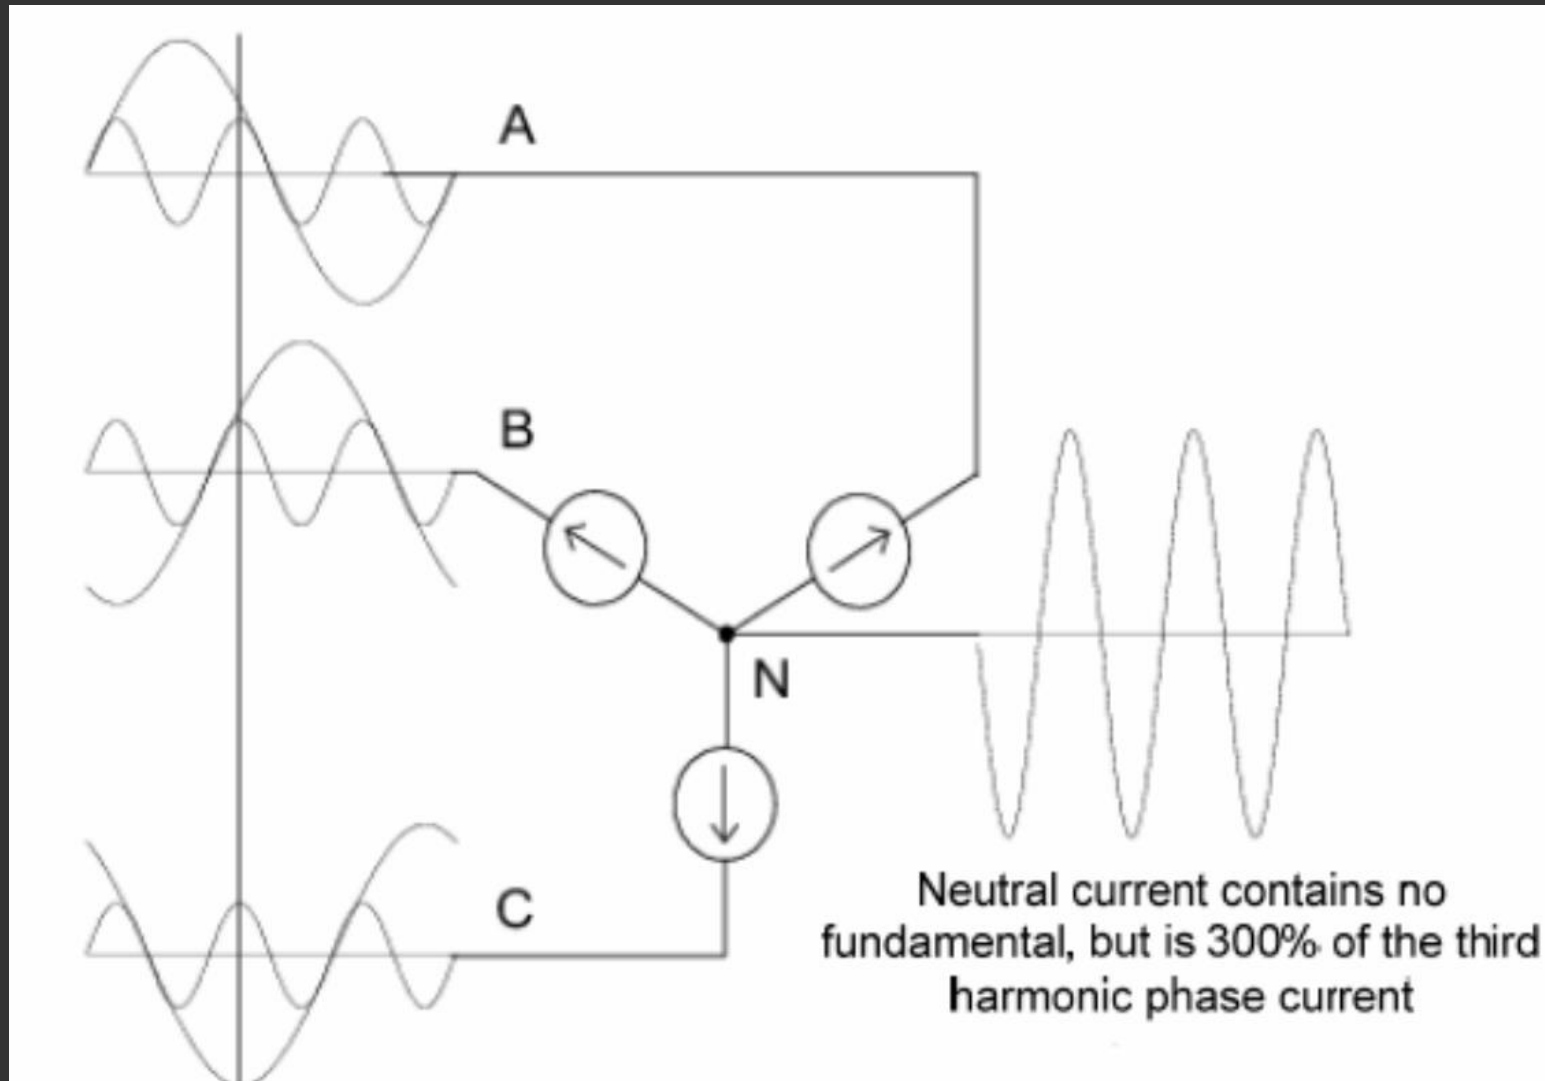 A
B
N
C
Neutral current contains no
fundamental, but is 300% of the third
harmonic phase current